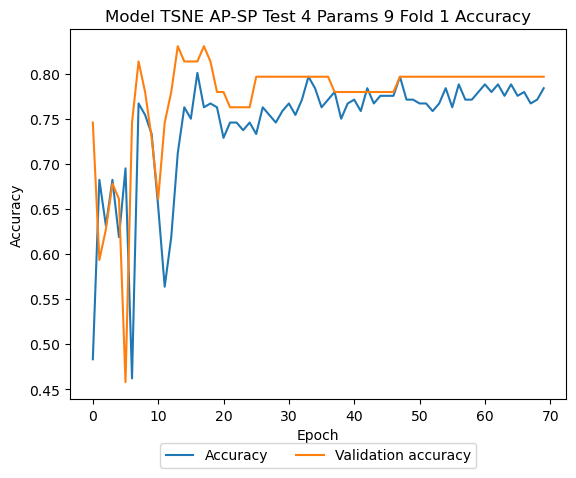 Model TSNE AP-SP Test 4 Params 9 Fold 1 Accuracy
0.80
0.75
0.70
0.65
0.60
0.55
0.50
0.45
Accuracy
0 10 20 30 40 50 60 70
Epoch
Accuracy Validation accuracy